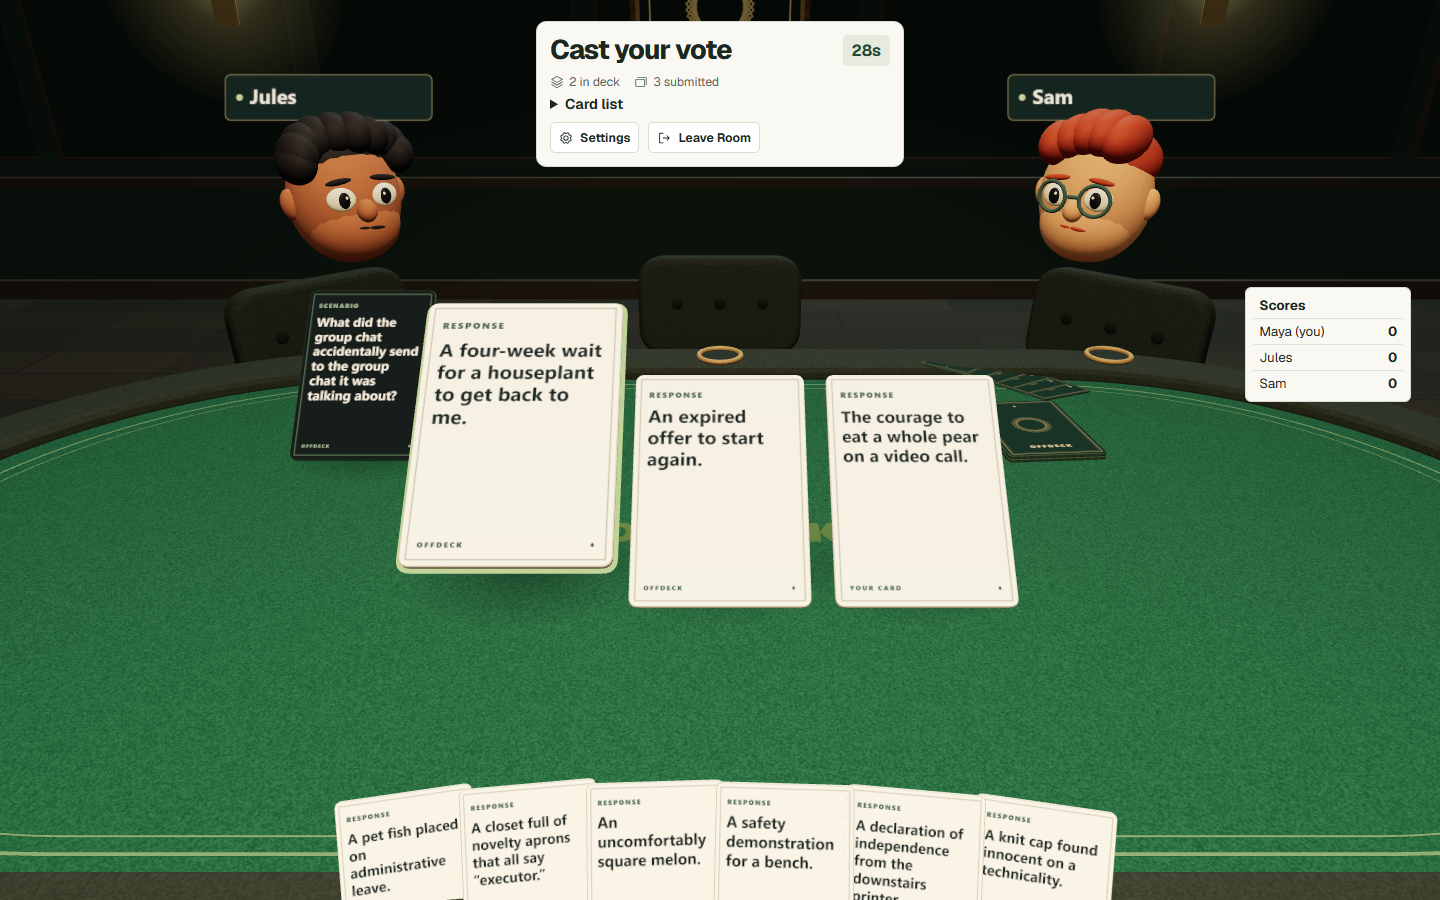 Cast your vote
28s
2 in deck
3 submitted
Card list
Settings
Leave Room
Jules
Sam
SCENARIO
What did the
group chat
accidentally send
to the group
chat it was
talking about?
OFFDECK
RESPONSE
A four-week wait
for a houseplant
to get back to
me.
OFFDECK
RESPONSE
An expired
offer to start
again.
OFFDECK
RESPONSE
The courage to
eat a whole pear
on a video call.
YOUR CARD
OFFDECK
Scores
Maya (you) 0
Jules 0
Sam 0
RESPONSE
A pet fish placed
on
administrative
leave.
RESPONSE
A closet full of
novelty aprons
that all say
"executor."
RESPONSE
An
uncomfortably
square melon.
RESPONSE
A safety
demonstration
for a bench.
RESPONSE
A declaration of
independence
from the
downstairs
printer
RESPONSE
A knit cap found
innocent on a
technicality.